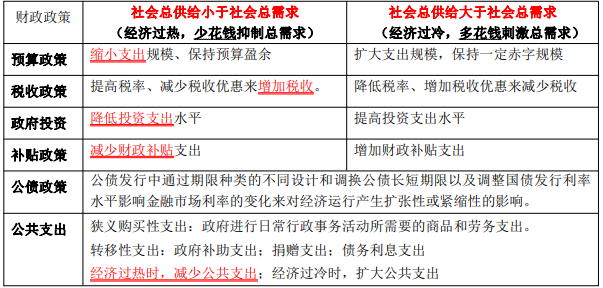 财政政策
社会总供给小于社会总需求
（经济过热，少花钱抑制总需求）
社会总供给大于社会总需求
（经济过冷，多花钱刺激总需求）
预算政策
缩小支出规模、保持预算盈余
扩大支出规模，保持一定赤字规模
税收政策
提高税率、减少税收优惠来增加税收。
降低税率、增加税收优惠来减少税收
政府投资
降低投资支出水平
提高投资支出水平
补贴政策
减少财政补贴支出
增加财政补贴支出
公债政策
公债发行中通过期限种类的不同设计和调换公债长短期限以及调整国债发行利率
水平影响金融市场利率的变化来对经济运行产生扩张性或紧缩性的影响。
公共支出
狭义购买性支出：政府进行日常行政事务活动所需要的商品和劳务支出。
转移性支出：政府补助支出；捐赠支出；债务利息支出
经济过热时，减少公共支出；经济过冷时，扩大公共支出